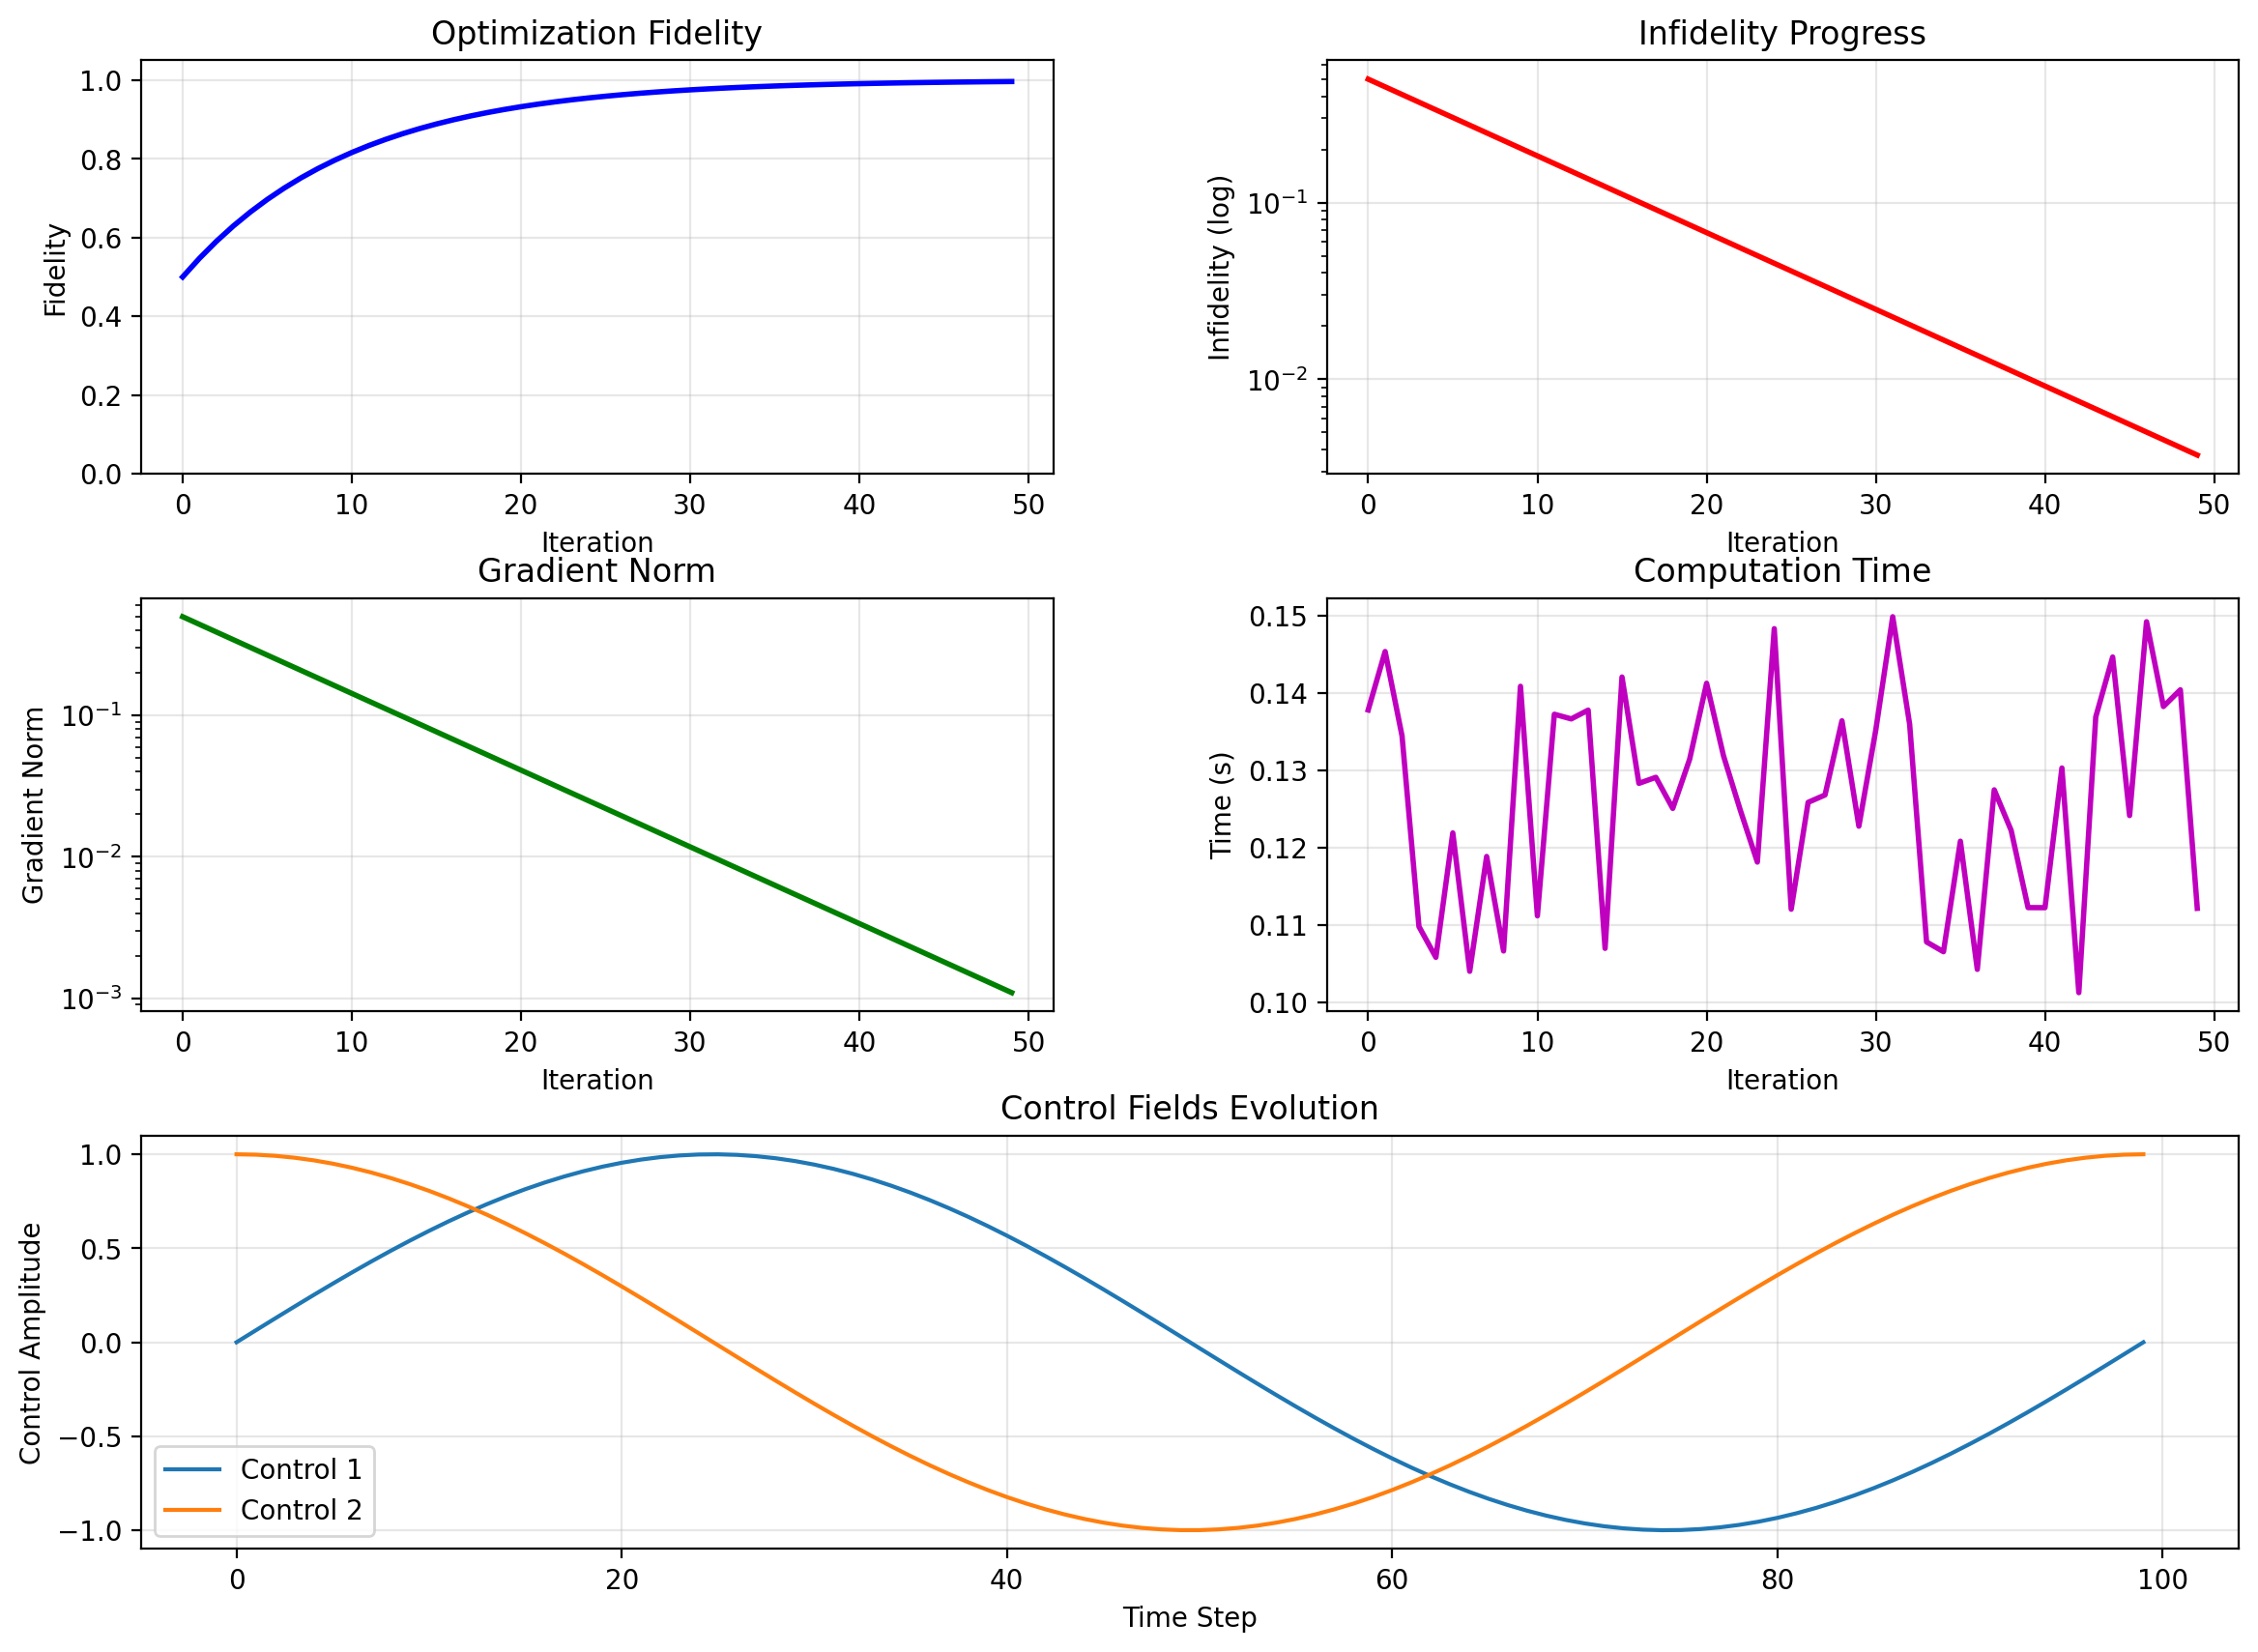 Optimization Fidelity
Fidelity
1.0
0.8
0.6
0.4
0.2
0.0
0 10 20 30 40 50
Iteration
Infidelity Progress
Infidelity (log)
10⁻¹
10⁻²
0 10 20 30 40 50
Iteration
Gradient Norm
Gradient Norm
10⁻¹
10⁻²
10⁻³
0 10 20 30 40 50
Iteration
Computation Time
Time (s)
0.15
0.14
0.13
0.12
0.11
0.10
0 10 20 30 40 50
Iteration
Control Fields Evolution
Control Amplitude
1.0
0.5
0.0
−0.5
−1.0
Control 1
Control 2
0 20 40 60 80 100
Time Step